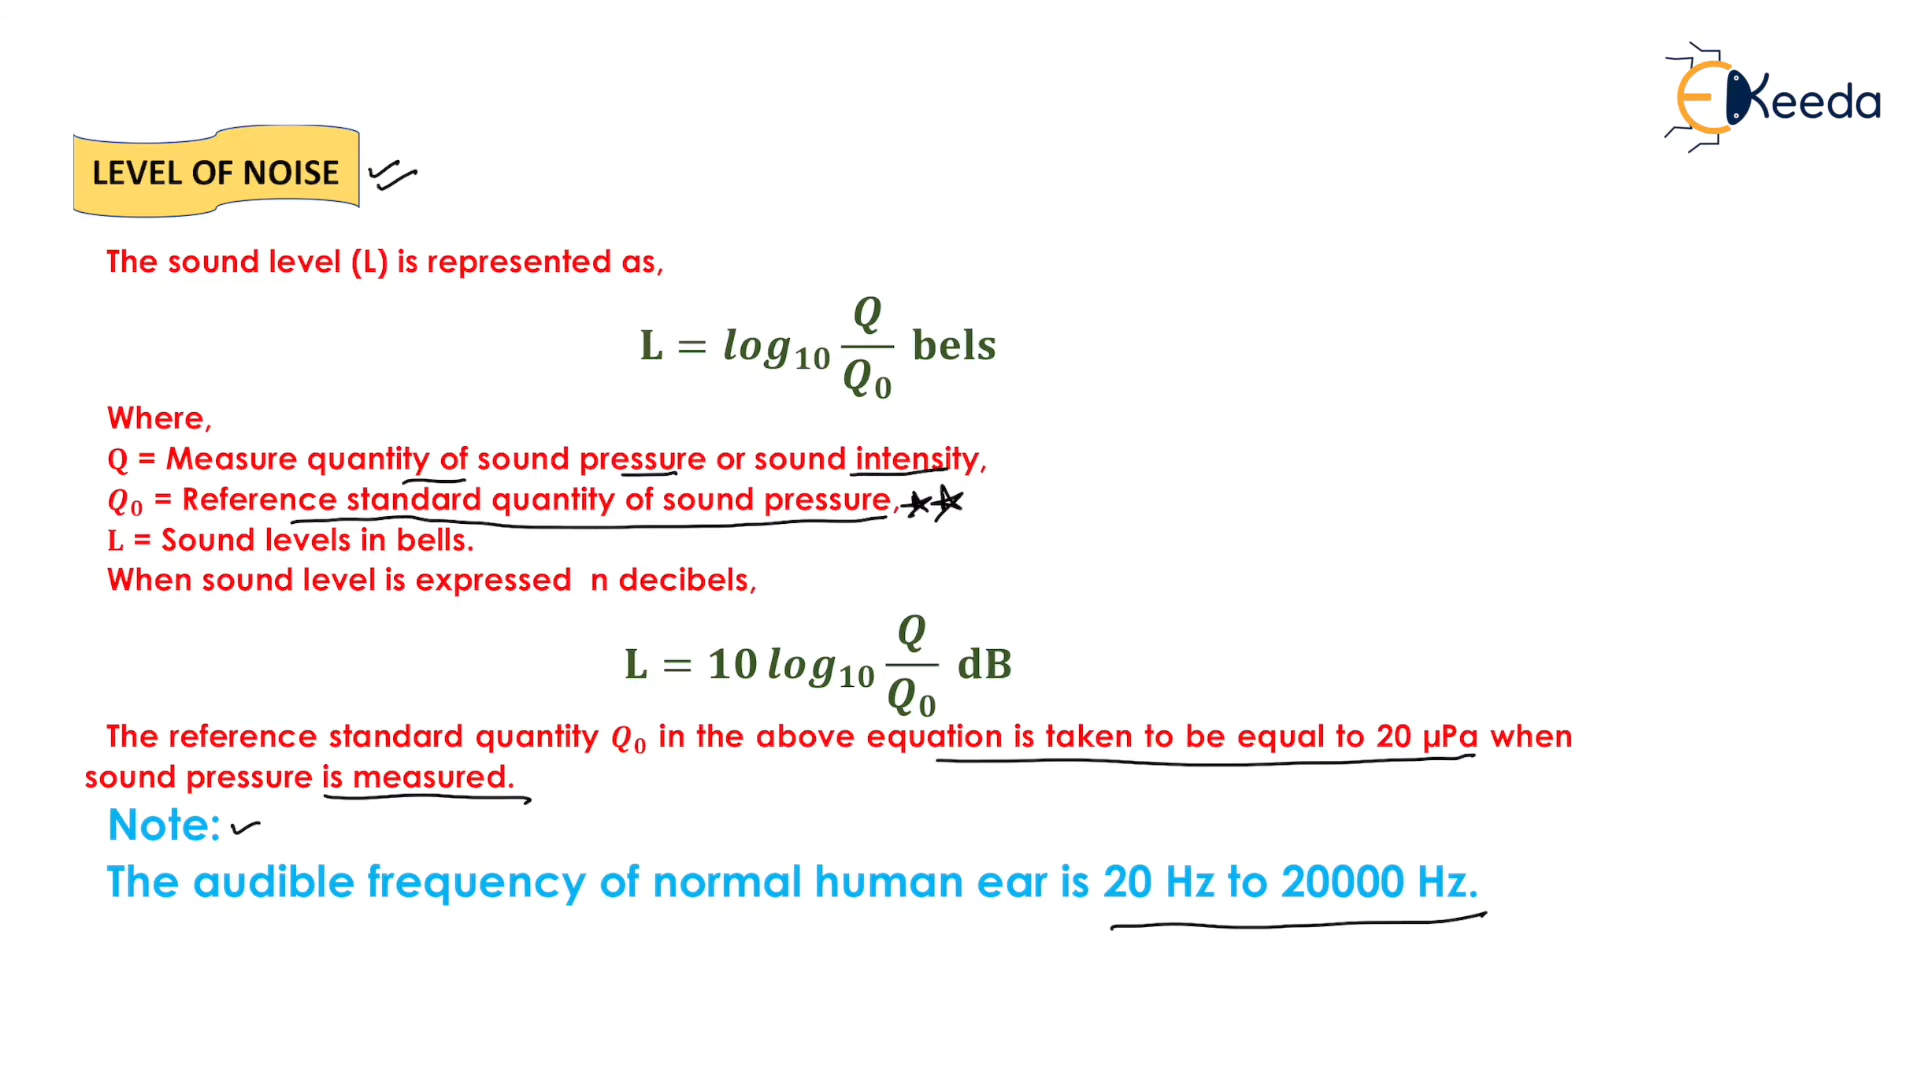 EKeeda
LEVEL OF NOISE
The sound level (L) is represented as,
L = log₁₀ Q/Q₀ bels
Where,
Q = Measure quantity of sound pressure or sound intensity,
Q₀ = Reference standard quantity of sound pressure,
L = Sound levels in bells.
When sound level is expressed n decibels,
L = 10 log₁₀ Q/Q₀ dB
The reference standard quantity Q₀ in the above equation is taken to be equal to 20 µPa when
sound pressure is measured.
Note:
The audible frequency of normal human ear is 20 Hz to 20000 Hz.